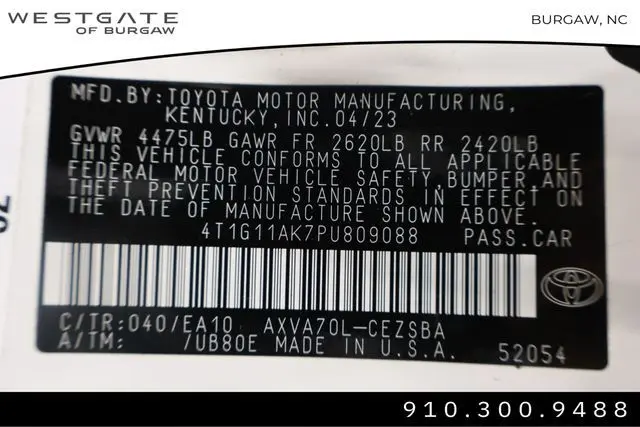 WESTGATE
OF BURGAW
BURGAW, NC
MFD.BY:TOYOTA MOTOR MANUFACTURING,
KENTUCKY,INC.04/23
GVWR 4475LB GAWR FR 2620LB RR 2420LB
THIS VEHICLE CONFORMS TO ALL APPLICABLE
FEDERAL MOTOR VEHICLE SAFETY,BUMPER,AND
THEFT PREVENTION STANDARDS IN EFFECT ON
THE DATE OF MANUFACTURE SHOWN ABOVE.
4T1G11AK7PU809088 PASS.CAR
C/TR:040/EA10 AXVA70L-CEZSBA
A/TM: /UB80E MADE IN U.S.A. 52054
910.300.9488